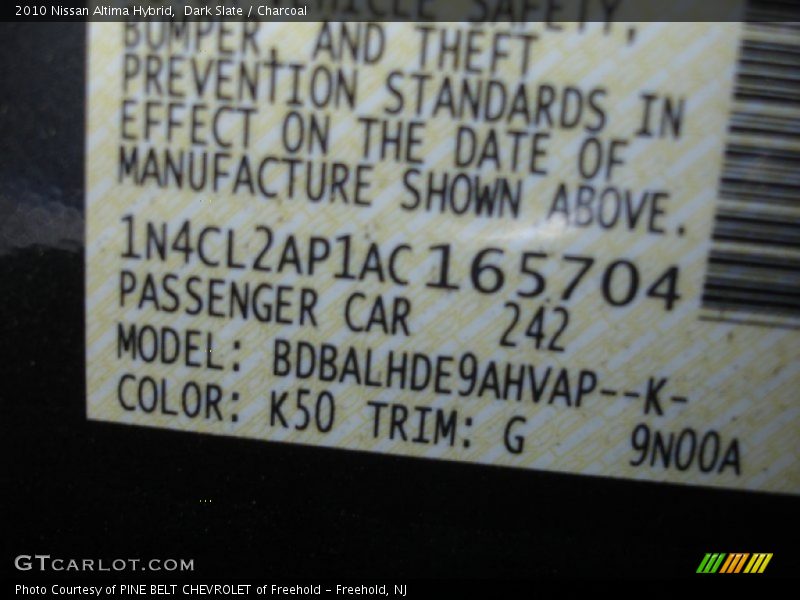 2010 Nissan Altima Hybrid, Dark Slate / Charcoal
VEHICLE SAFETY,
BUMPER, AND THEFT
PREVENTION STANDARDS IN
EFFECT ON THE DATE OF
MANUFACTURE SHOWN ABOVE.
1N4CL2AP1AC165704
PASSENGER CAR 242
MODEL: BDBALHDE9AHVAP--K-
COLOR: K50 TRIM: G 9N00A
GTCARLOT.COM
Photo Courtesy of PINE BELT CHEVROLET of Freehold - Freehold, NJ